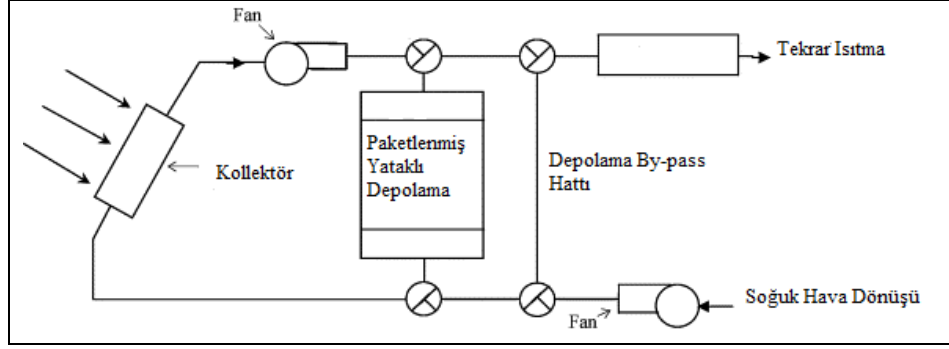 Fan
Tekrar Isıtma
Kollektör
Paketlenmiş
Yataklı
Depolama
Depolama By-pass
Hattı
Soğuk Hava Dönüşü
Fan